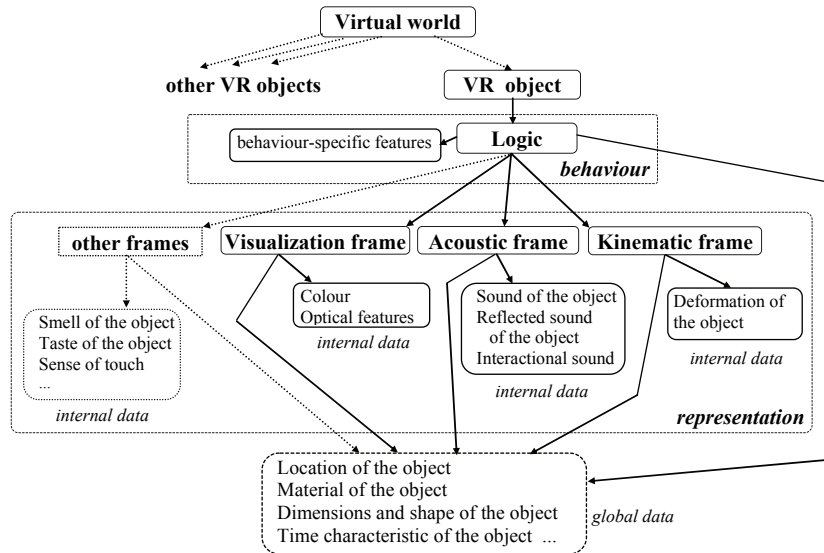 Virtual world
other VR objects
VR object
behaviour-specific features
Logic
behaviour
other frames
Visualization frame
Acoustic frame
Kinematic frame
Smell of the object
Taste of the object
Sense of touch
...
internal data
Colour
Optical features
internal data
Sound of the object
Reflected sound
of the object
Interactional sound
internal data
Deformation of
the object
internal data
representation
Location of the object
Material of the object
Dimensions and shape of the object
Time characteristic of the object ...
global data